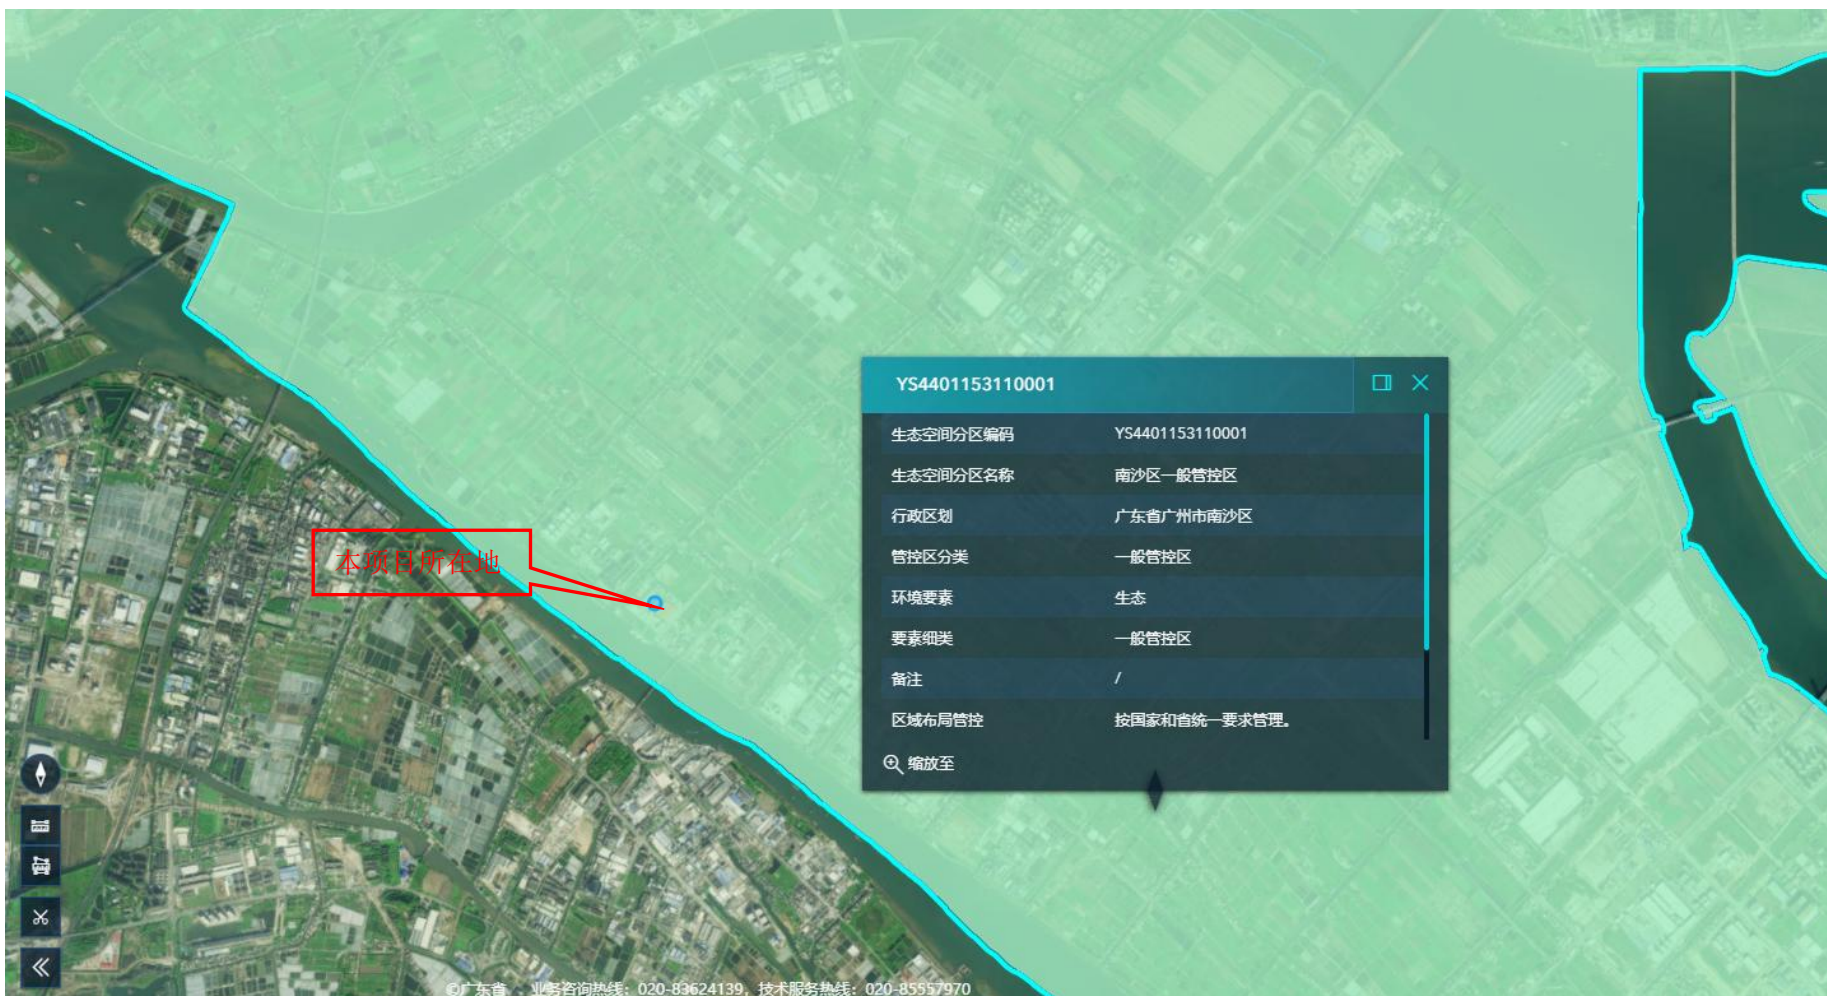 YS4401153110001
生态空间分区编码 YS4401153110001
生态空间分区名称 南沙区一般管控区
行政区划 广东省广州市南沙区
管控区分类 一般管控区
环境要素 生态
要素细类 一般管控区
备注 /
区域布局管控 按国家和省统一要求管理。
缩放至
本项目所在地
©广东省 业务咨询热线：020-83624139，技术服务热线：020-85557970